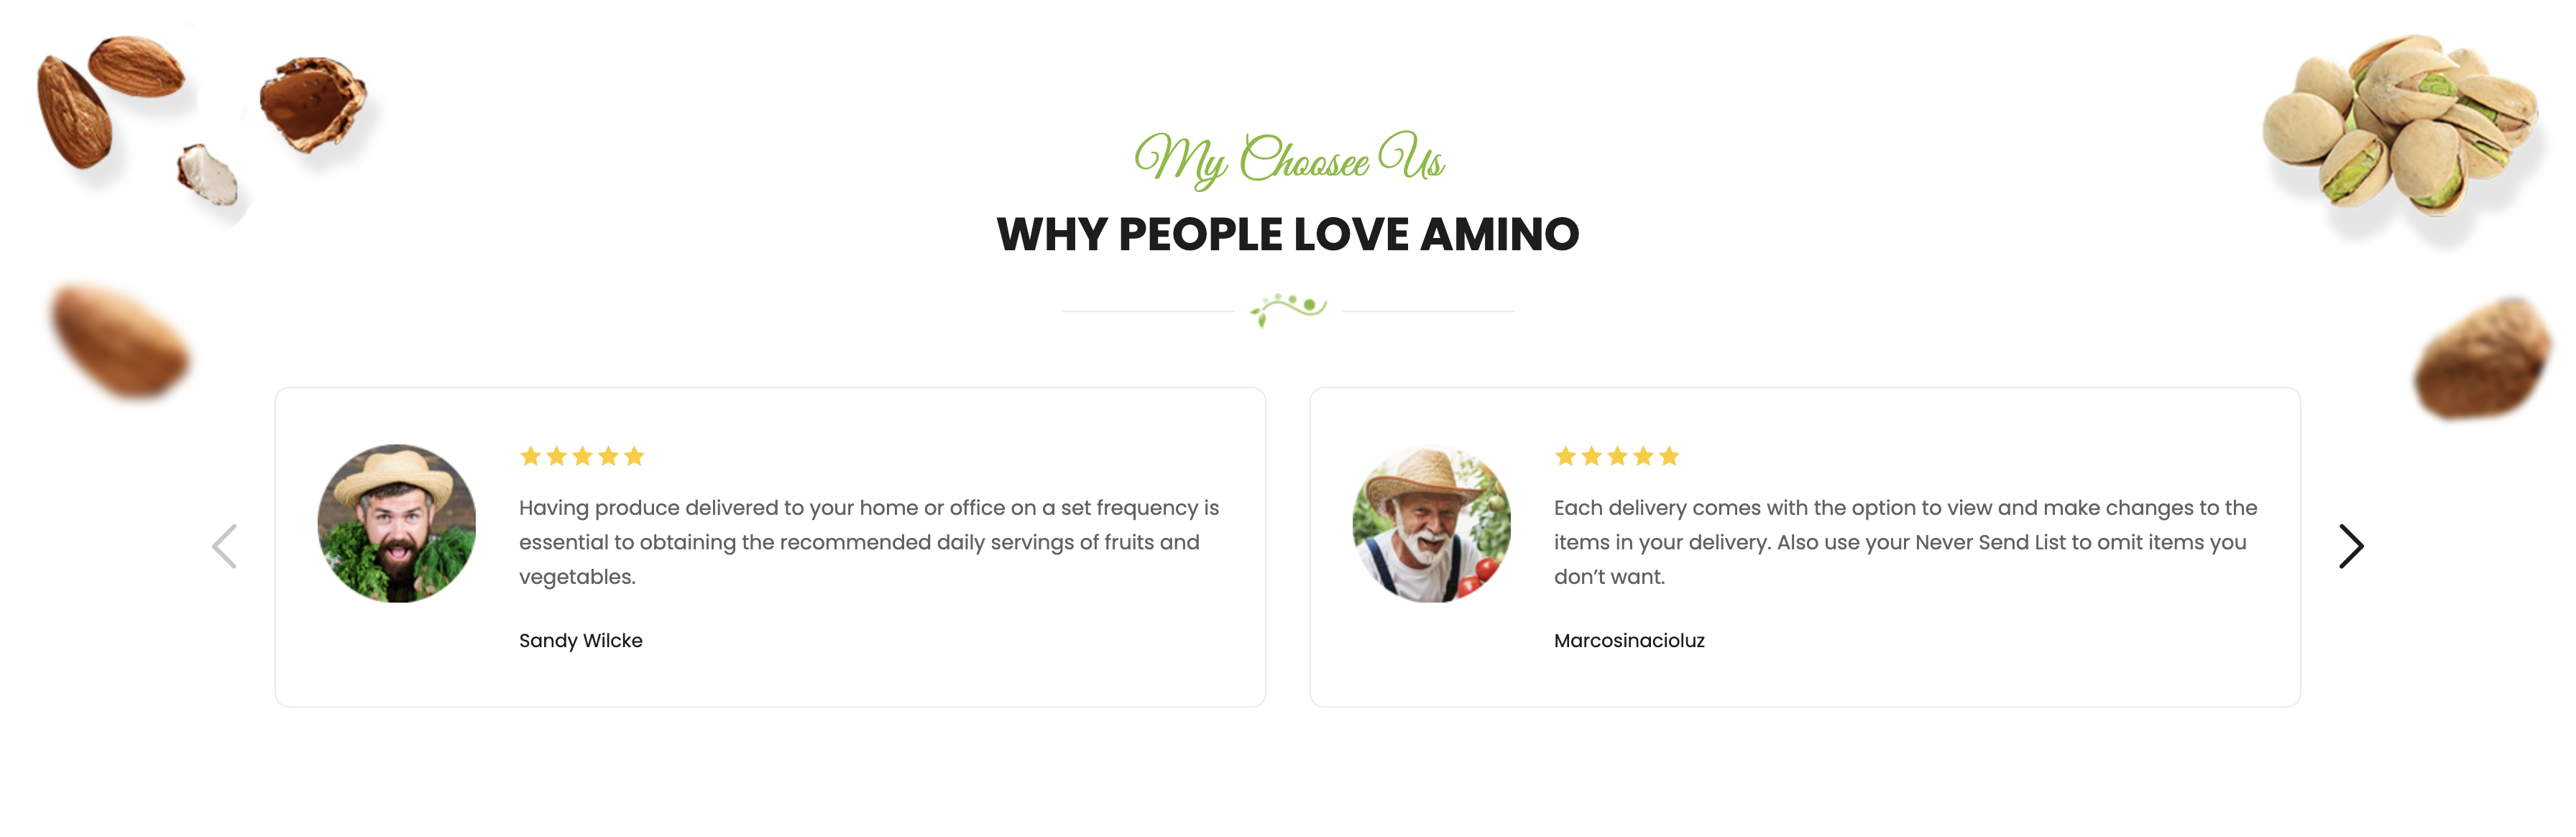 My Choosee Us
WHY PEOPLE LOVE AMINO
Having produce delivered to your home or office on a set frequency is
essential to obtaining the recommended daily servings of fruits and
vegetables.
Sandy Wilcke
Each delivery comes with the option to view and make changes to the
items in your delivery. Also use your Never Send List to omit items you
don’t want.
Marcosinacioluz